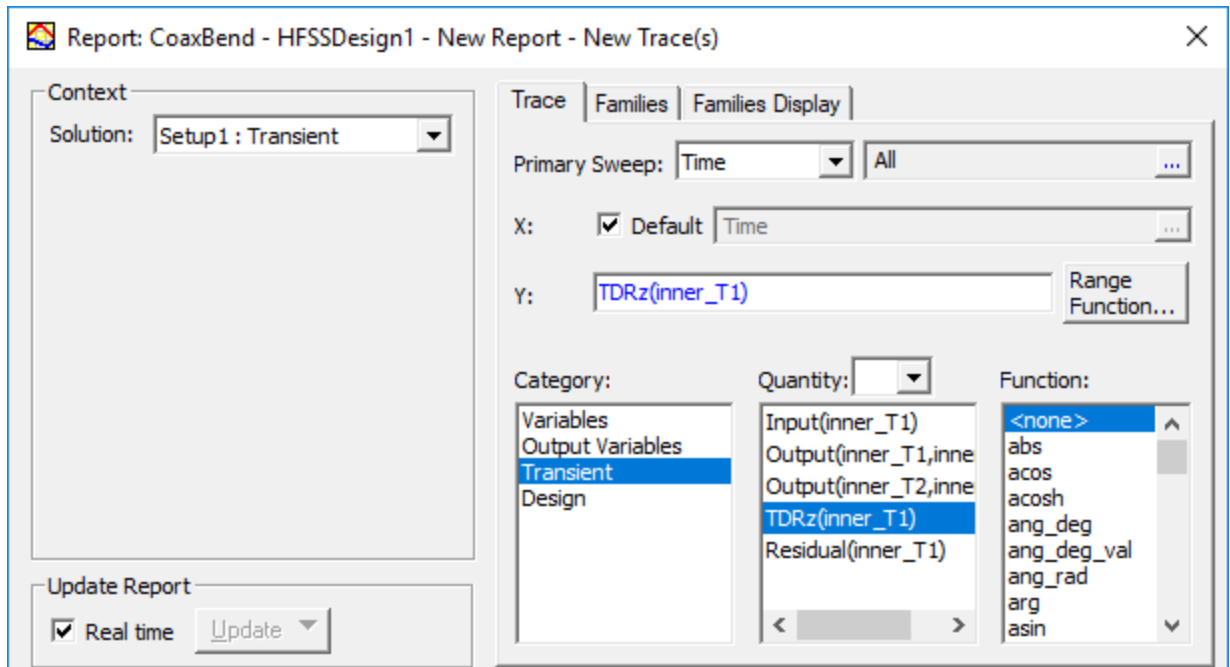 Report: CoaxBend - HFSSDesign1 - New Report - New Trace(s)
Context
Solution: Setup1 : Transient
Trace Families Families Display
Primary Sweep: Time All ...
X: Default Time ...
Y: TDRz(inner_T1) Range Function...
Category:
Variables
Output Variables
Transient
Design
Quantity:
Input(inner_T1)
Output(inner_T1,inne
Output(inner_T2,inne
TDRz(inner_T1)
Residual(inner_T1)
Function:
<none>
abs
acos
acosh
ang_deg
ang_deg_val
ang_rad
arg
asin
Update Report
Real time Update